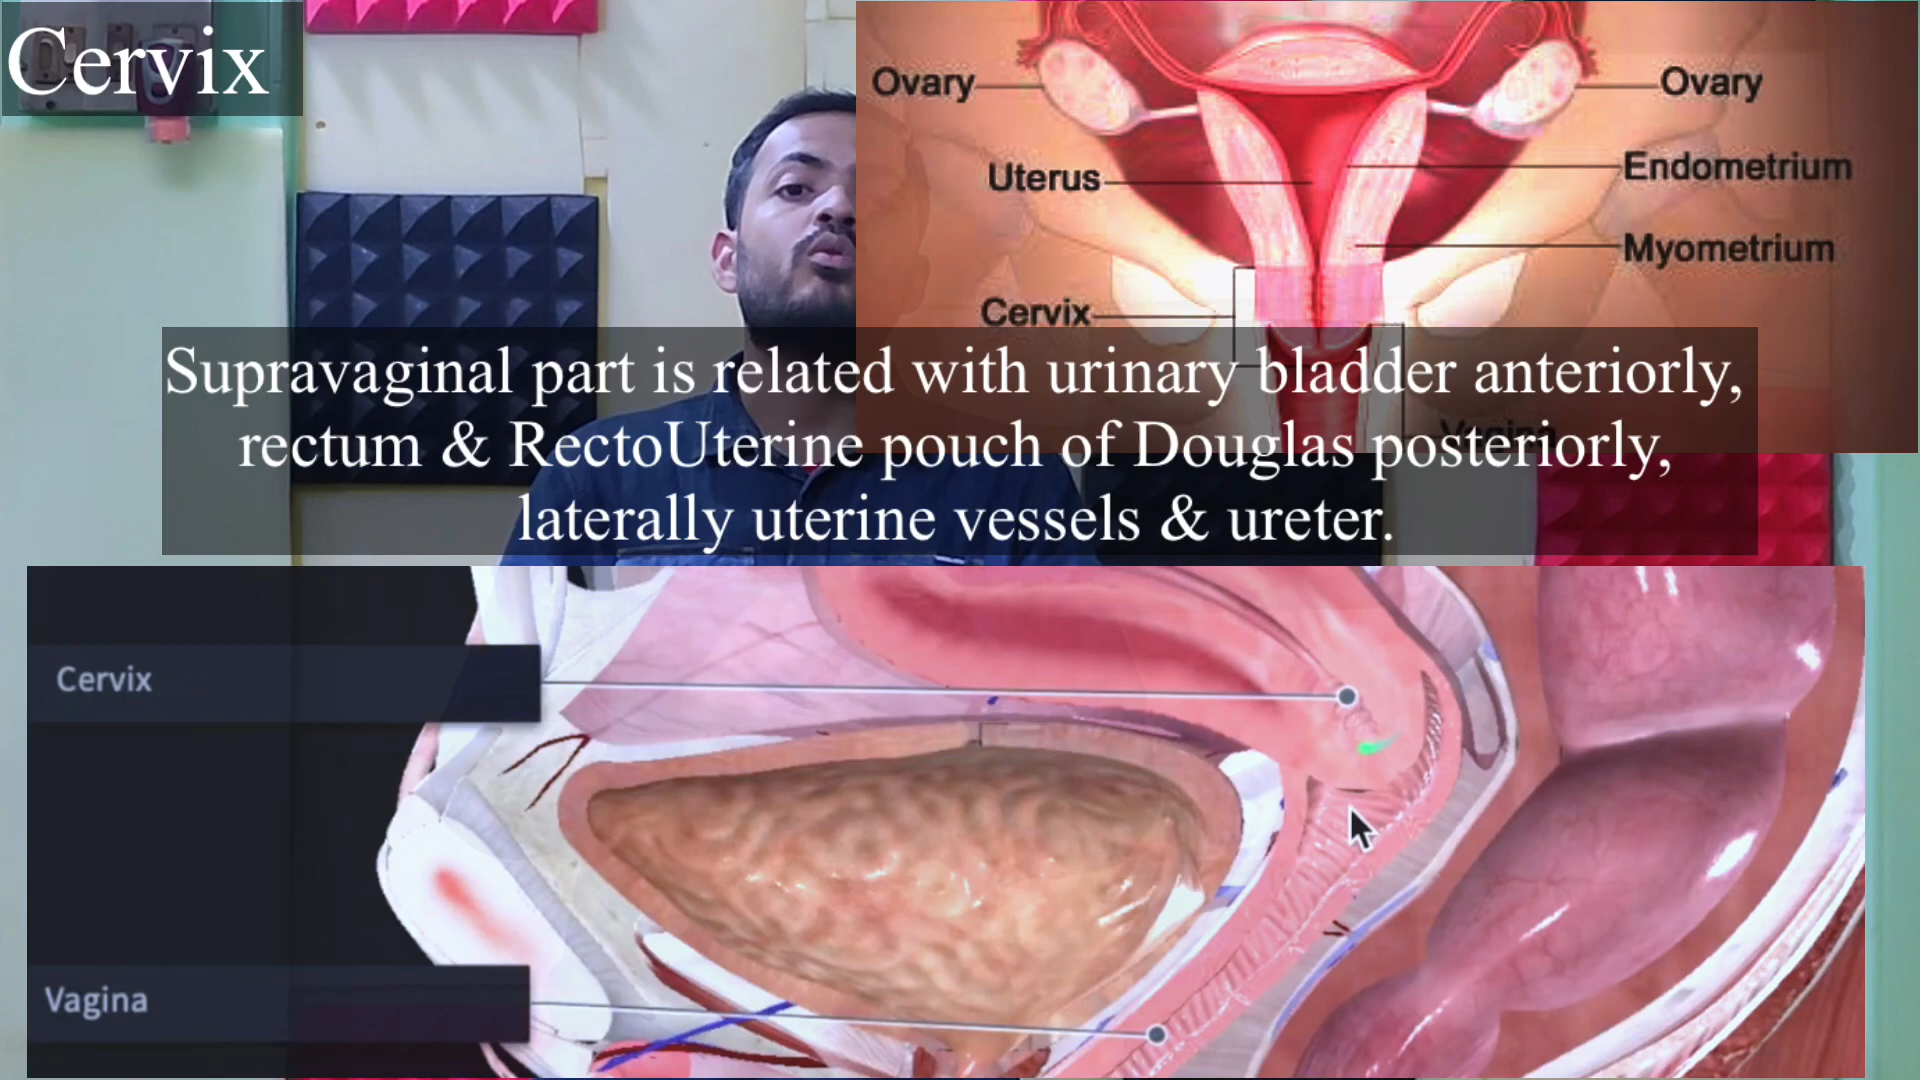 Cervix
Ovary
Ovary
Uterus
Endometrium
Myometrium
Cervix
Vagina
Supravaginal part is related with urinary bladder anteriorly,
rectum & RectoUterine pouch of Douglas posteriorly,
laterally uterine vessels & ureter.
Cervix
Vagina